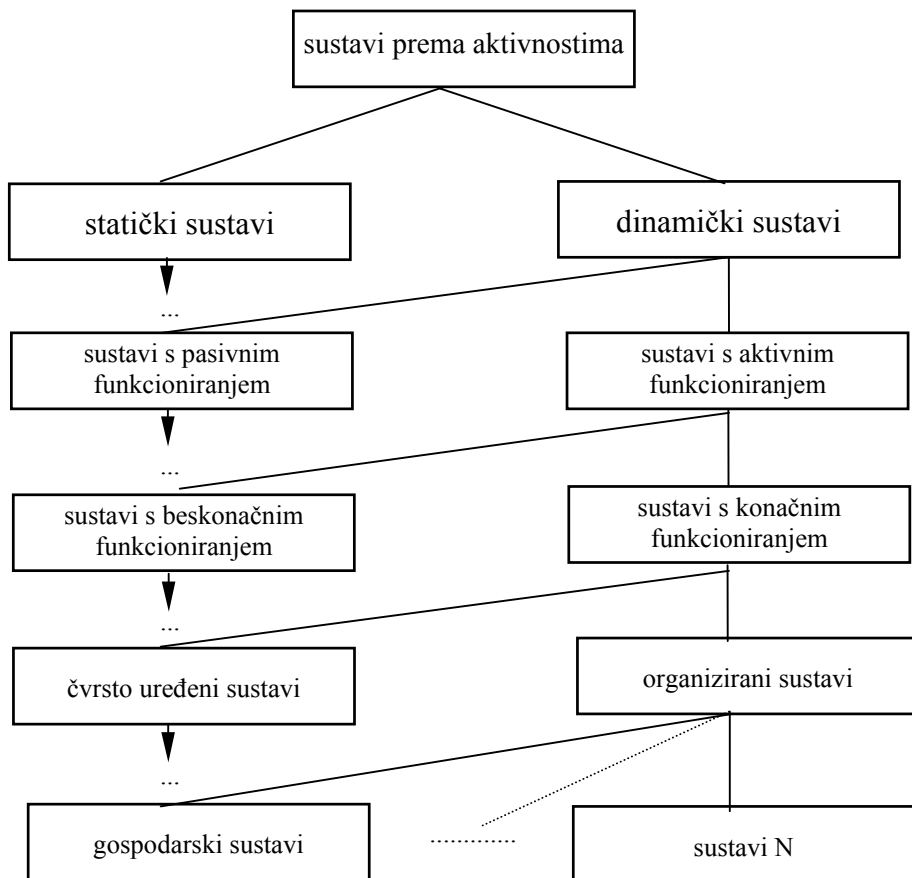 sustavi prema aktivnostima
statički sustavi
dinamički sustavi
...
sustavi s pasivnim
funkcioniranjem
sustavi s aktivnim
funkcioniranjem
...
sustavi s beskonačnim
funkcioniranjem
sustavi s konačnim
funkcioniranjem
...
čvrsto uređeni sustavi
organizirani sustavi
...
gospodarski sustavi
.............
sustavi N